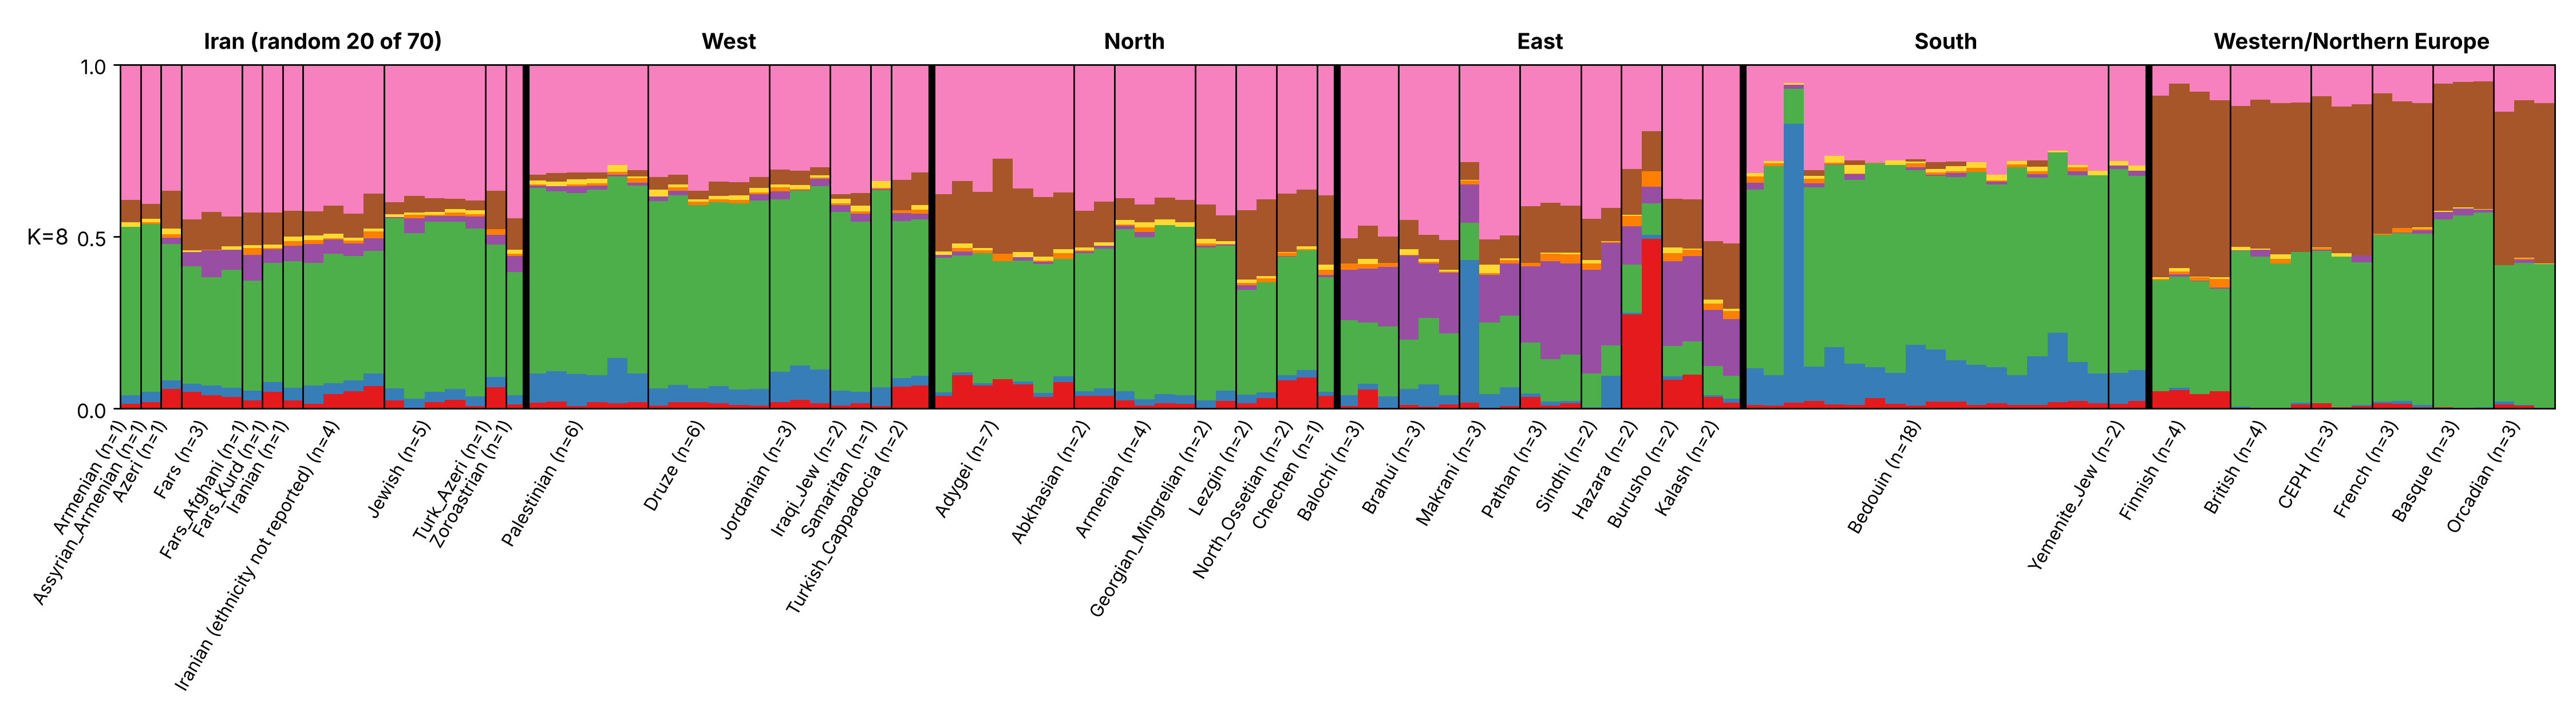 Iran (random 20 of 70)
West
North
East
South
Western/Northern Europe
1.0
K=8
0.5
0.0
Armenian (n=1)
Assyrian_Armenian (n=1)
Azeri (n=1)
Fars (n=3)
Fars_Afghani (n=1)
Fars_Kurd (n=1)
Iranian (n=1)
Iranian (ethnicity not reported) (n=4)
Jewish (n=5)
Turk_Azeri (n=1)
Zoroastrian (n=1)
Palestinian (n=6)
Druze (n=6)
Jordanian (n=3)
Iraqi_Jew (n=2)
Samaritan (n=1)
Turkish_Cappadocia (n=2)
Adygei (n=7)
Abkhasian (n=2)
Armenian (n=4)
Georgian_Mingrelian (n=2)
Lezgin (n=2)
North_Ossetian (n=2)
Chechen (n=1)
Balochi (n=3)
Brahui (n=3)
Makrani (n=3)
Pathan (n=3)
Sindhi (n=2)
Hazara (n=2)
Burusho (n=2)
Kalash (n=2)
Bedouin (n=18)
Yemenite_Jew (n=2)
Finnish (n=4)
British (n=4)
CEPH (n=3)
French (n=3)
Basque (n=3)
Orcadian (n=3)